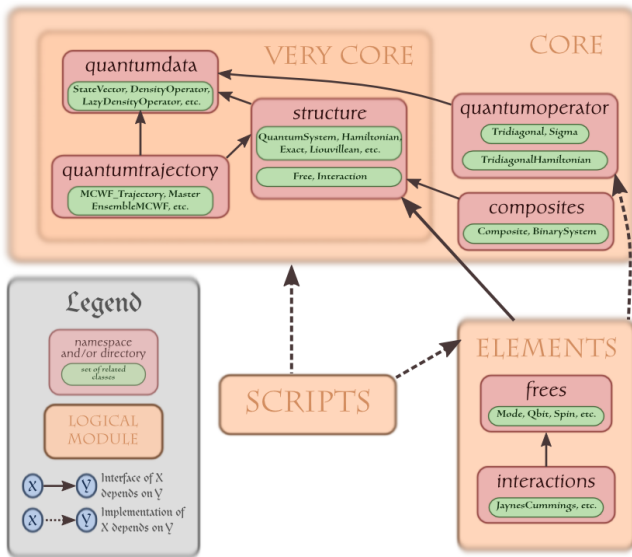 VERY CORE
CORE
quantumdata
StateVector, DensityOperator,
LazyDensityOperator, etc.
structure
QuantumSystem, Hamiltonian,
Exact, Liouvillean, etc.
Free, Interaction
quantumoperator
Tridiagonal, Sigma
TridiagonalHamiltonian
quantumtrajectory
MCWF_Trajectory, Master
EnsembleMCWF, etc.
composites
Composite, BinarySystem
Legend
namespace
and/or directory
set of relaxed
classes
LOGICAL
MODULE
X
Y
Interface of X
depends on Y
X
Y
Implementation of
X depends on Y
SCRIPTS
ELEMENTS
frees
Mode, Qbit, Spin, etc.
interactions
JaynesCummings, etc.